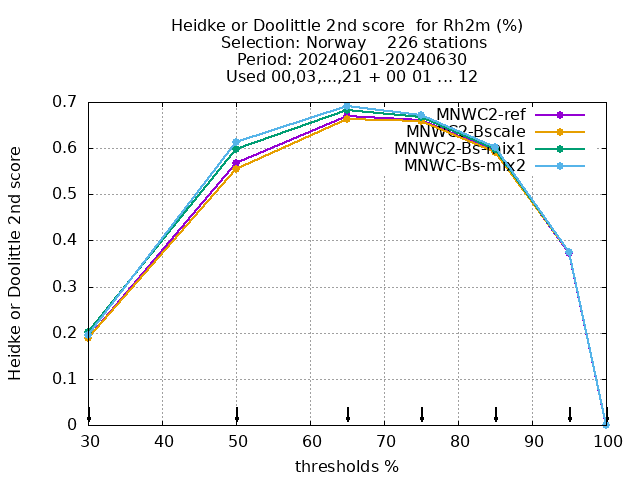 Heidke or Doolittle 2nd score  for Rh2m (%)
Selection: Norway    226 stations
Period: 20240601-20240630
Used 00,03,...,21 + 00 01 ... 12
Heidke or Doolittle 2nd score
0.7
0.6
0.5
0.4
0.3
0.2
0.1
0
MNWC2-ref
MNWC2-Bscale
MNWC2-Bs-mix1
MNWC-Bs-mix2
30 40 50 60 70 80 90 100
thresholds %